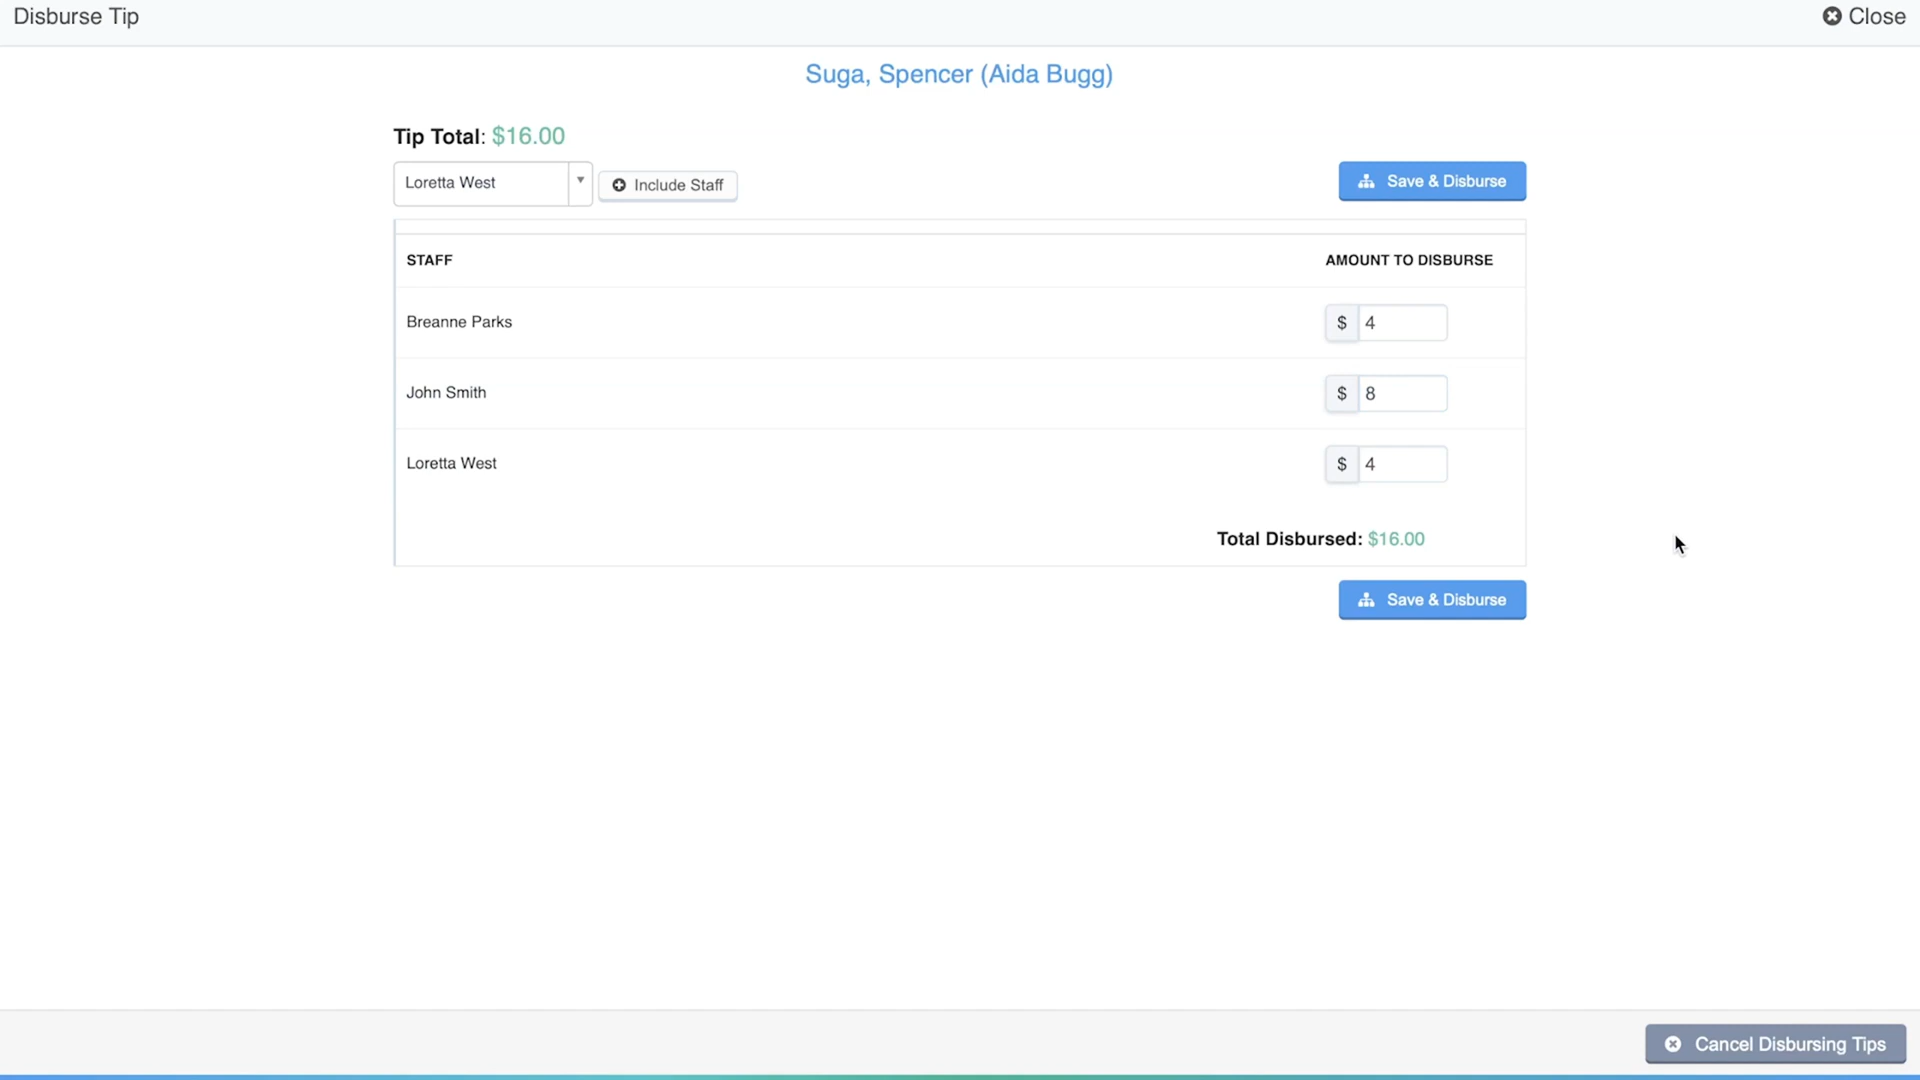 Disburse Tip
Close
Suga, Spencer (Aida Bugg)
Tip Total: $16.00
Loretta West
Include Staff
Save & Disburse
STAFF
AMOUNT TO DISBURSE
Breanne Parks
$ 4
John Smith
$ 8
Loretta West
$ 4
Total Disbursed: $16.00
Save & Disburse
Cancel Disbursing Tips